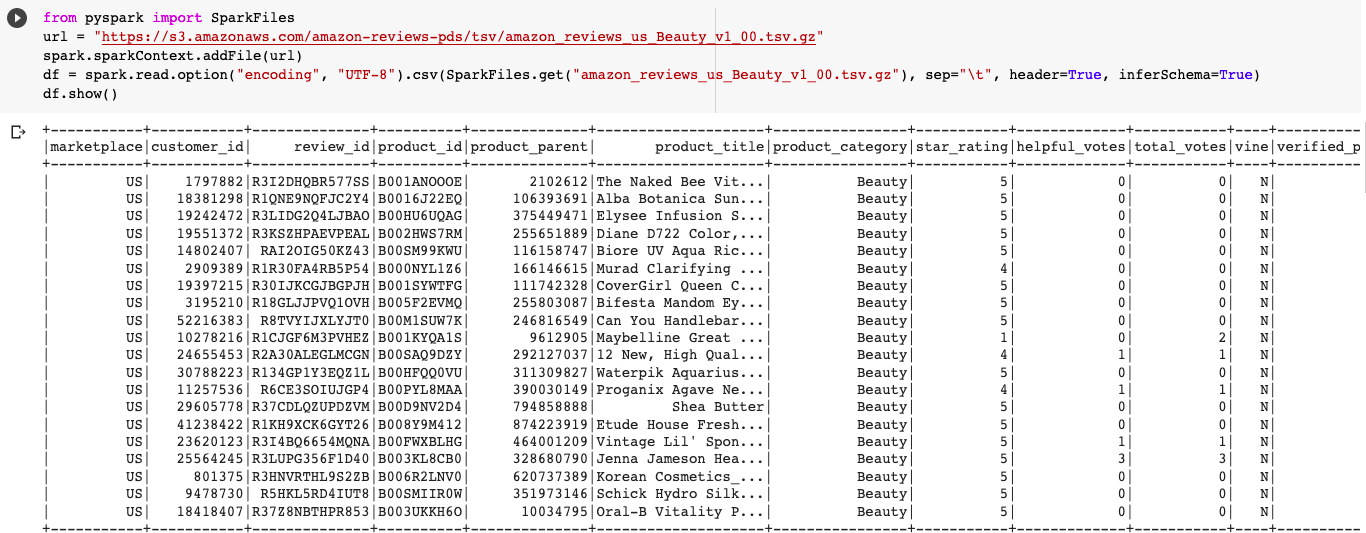 from pyspark import SparkFiles
url = "https://s3.amazonaws.com/amazon-reviews-pds/tsv/amazon_reviews_us_Beauty_v1_00.tsv.gz"
spark.sparkContext.addFile(url)
df = spark.read.option("encoding", "UTF-8").csv(SparkFiles.get("amazon_reviews_us_Beauty_v1_00.tsv.gz"), sep="\t", header=True, inferSchema=True)
df.show()
+-----------+-----------+--------------+----------+--------------+--------------------+----------------+-----------+-------------+-----------+----+----------
|marketplace|customer_id|     review_id|product_id|product_parent|       product_title|product_category|star_rating|helpful_votes|total_votes|vine|verified_p
+-----------+-----------+--------------+----------+--------------+--------------------+----------------+-----------+-------------+-----------+----+----------
|         US|    1797882|R3I2DHQBR577SS|B001ANOOOE|       2102612|The Naked Bee Vit...|          Beauty|          5|            0|          0|   N|
|         US|   18381298|R1QNE9NQFJC2Y4|B0016J22EQ|     106393691|Alba Botanica Sun...|          Beauty|          5|            0|          0|   N|
|         US|   19242472|R3LIDG2Q4LJBAO|B00HU6UQAG|     375449471|Elysee Infusion S...|          Beauty|          5|            0|          0|   N|
|         US|   19551372|R3KSZHPAEVPEAL|B002HWS7RM|     255651889|Diane D722 Color,...|          Beauty|          5|            0|          0|   N|
|         US|   14802407| RAI2OIG50KZ43|B00SM99KWU|     116158747|Biore UV Aqua Ric...|          Beauty|          5|            0|          0|   N|
|         US|    2909389|R1R30FA4RB5P54|B000NYL1Z6|     166146615|Murad Clarifying ...|          Beauty|          4|            0|          0|   N|
|         US|   19397215|R30IJKCGJBGPJH|B001SYWTFG|     111742328|CoverGirl Queen C...|          Beauty|          5|            0|          0|   N|
|         US|    3195210|R18GLJJPVQ1OVH|B005F2EVMQ|     255803087|Bifesta Mandom Ey...|          Beauty|          5|            0|          0|   N|
|         US|   52216383| R8TVYIJXLYJT0|B00M1SUW7K|     246816549|Can You Handlebar...|          Beauty|          5|            0|          0|   N|
|         US|   10278216|R1CJGF6M3PVHEZ|B001KYQA1S|       9612905|Maybelline Great ...|          Beauty|          1|            0|          2|   N|
|         US|   24655453|R2A30ALEGLMCGN|B00SAQ9DZY|     292127037|12 New, High Qual...|          Beauty|          4|            1|          1|   N|
|         US|   30788223|R134GP1Y3EQZ1L|B00HFQQ0VU|     311309827|Waterpik Aquarius...|          Beauty|          5|            0|          0|   N|
|         US|   11257536| R6CE3SOIUJGP4|B00PYL8MAA|     390030149|Proganix Agave Ne...|          Beauty|          4|            1|          1|   N|
|         US|   29605778|R37CDLQZUPDZVM|B00D9NV2D4|     794858888|         Shea Butter|          Beauty|          5|            0|          0|   N|
|         US|   41238422|R1KH9XCK6GYT26|B008Y9M412|     874223919|Etude House Fresh...|          Beauty|          5|            0|          0|   N|
|         US|   23620123|R3I4BQ6654MQNA|B00FWXBLHG|     464001209|Vintage Lil' Spon...|          Beauty|          5|            1|          1|   N|
|         US|   25564245|R3LUPG356F1D40|B003KL8CB0|     328680790|Jenna Jameson Hea...|          Beauty|          5|            3|          3|   N|
|         US|     801375|R3HNVRTHL9S2ZB|B006R2LNV0|     620737389|Korean Cosmetics_...|          Beauty|          5|            0|          0|   N|
|         US|    9478730| R5HKL5RD4IUT8|B00SMIIR0W|     351973146|Schick Hydro Silk...|          Beauty|          5|            0|          0|   N|
|         US|   18418407|R37Z8NBTHPR853|B003UKKH6O|      10034795|Oral-B Vitality P...|          Beauty|          5|            0|          0|   N|
+-----------+-----------+--------------+----------+--------------+--------------------+----------------+-----------+-------------+-----------+----+----------